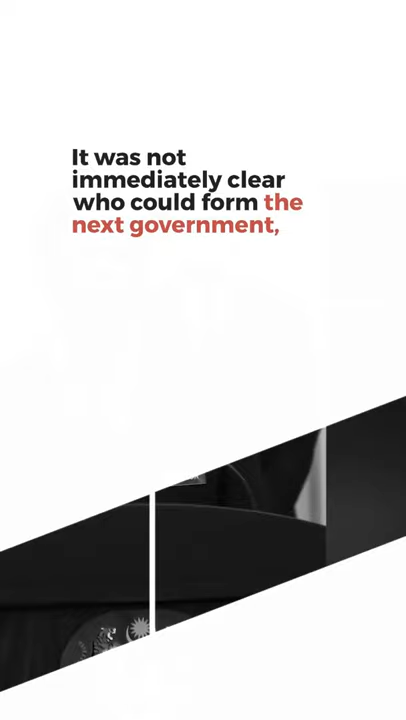 It was not
immediately clear
who could form the
next government,